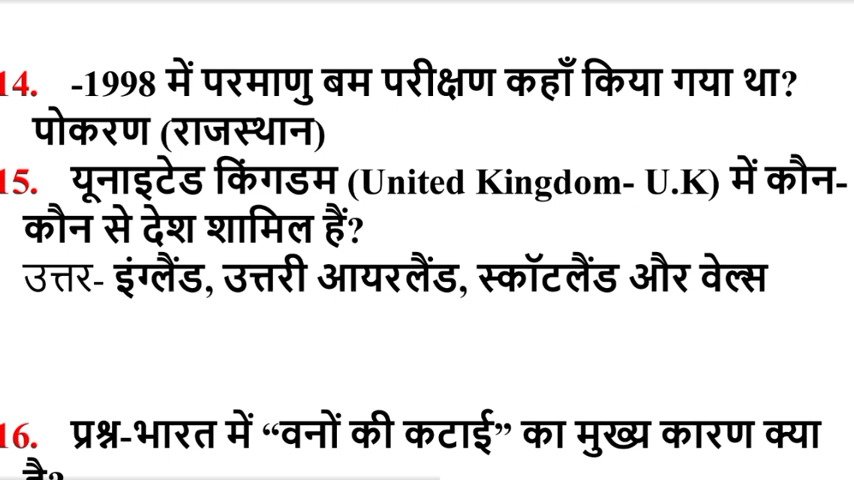 14. -1998 में परमाणु बम परीक्षण कहाँ किया गया था?
पोकरण (राजस्थान)
15. यूनाइटेड किंगडम (United Kingdom- U.K) में कौन-
कौन से देश शामिल हैं?
उत्तर- इंग्लैंड, उत्तरी आयरलैंड, स्कॉटलैंड और वेल्स
16. प्रश्न-भारत में “वनों की कटाई” का मुख्य कारण क्या
है?